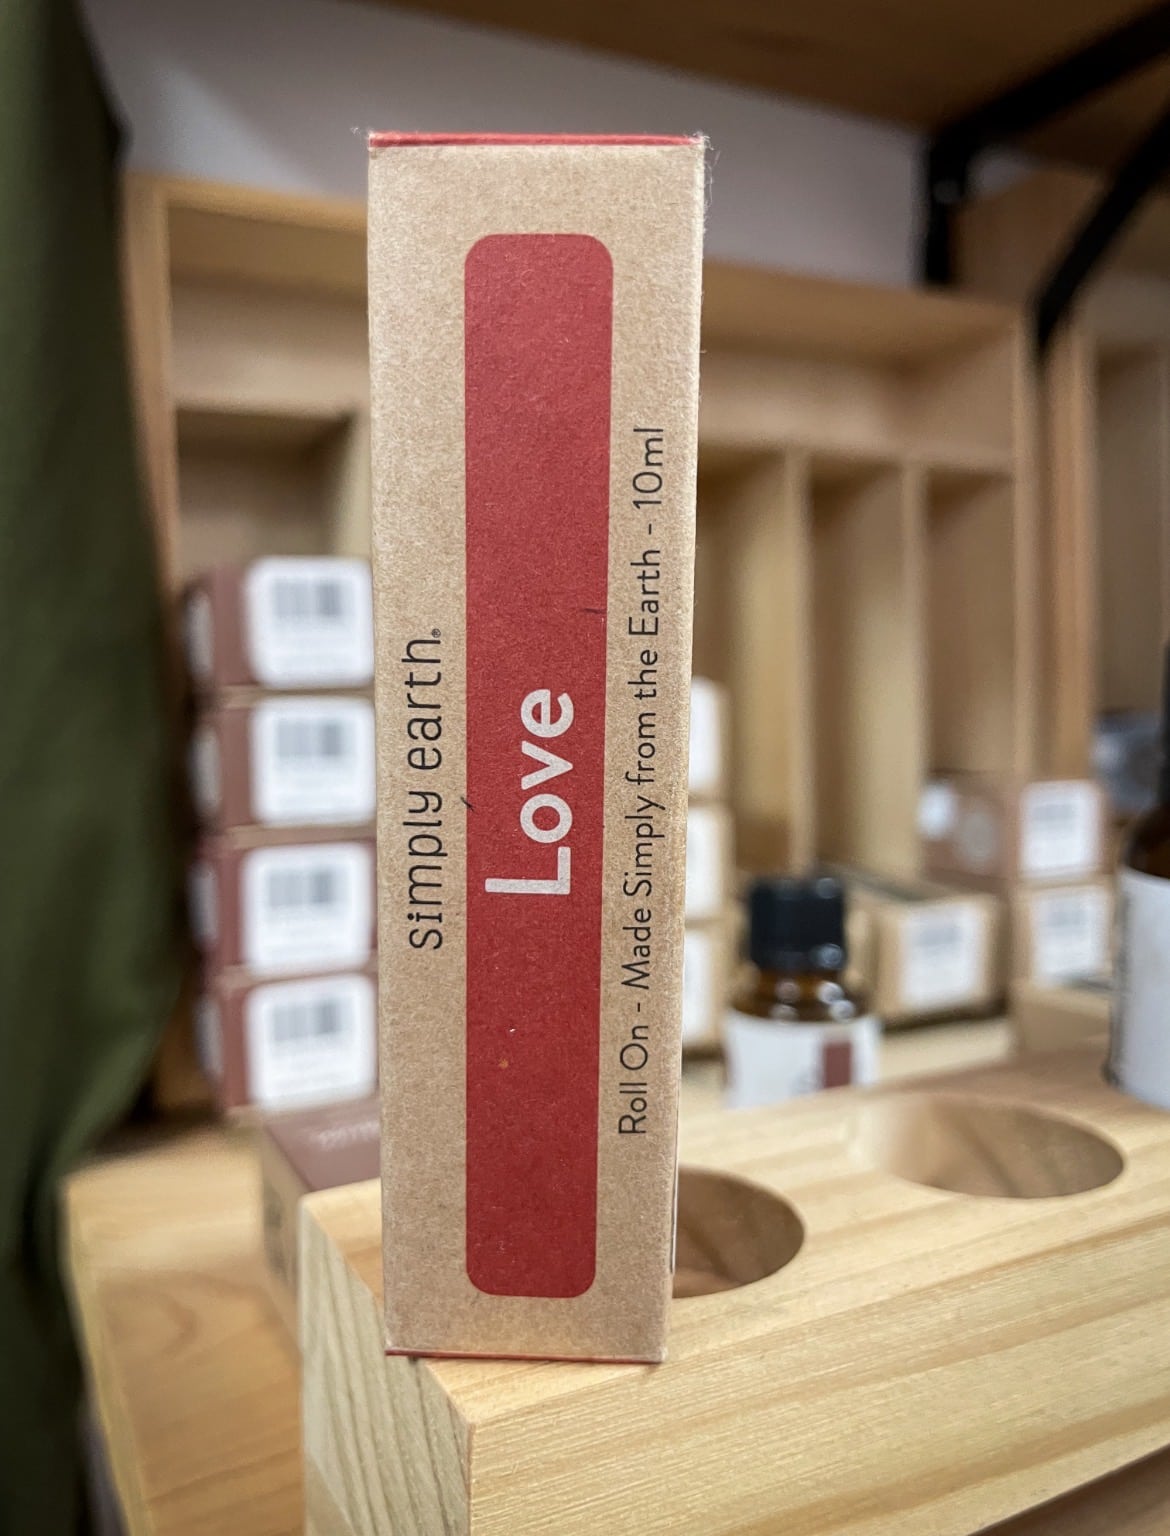 simply earth®
Love
Roll On - Made Simply from the Earth - 10ml